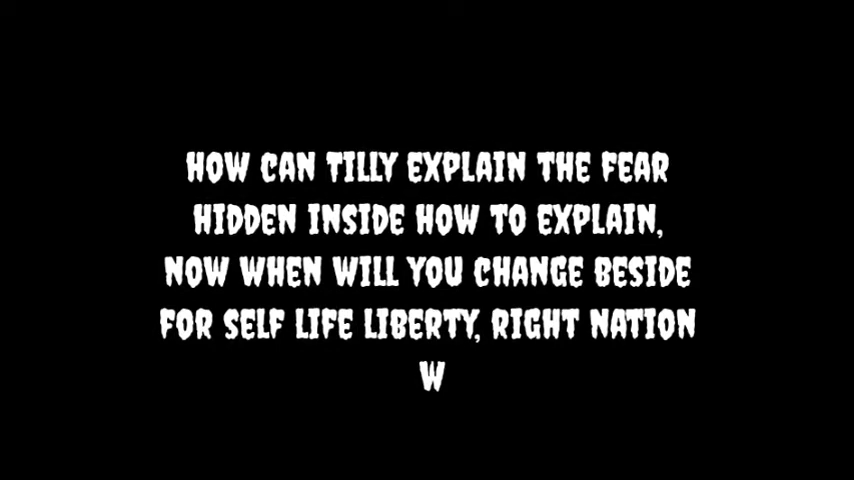 HOW CAN TILLY EXPLAIN THE FEAR
HIDDEN INSIDE HOW TO EXPLAIN,
NOW WHEN WILL YOU CHANGE BESIDE
FOR SELF LIFE LIBERTY, RIGHT NATION
W